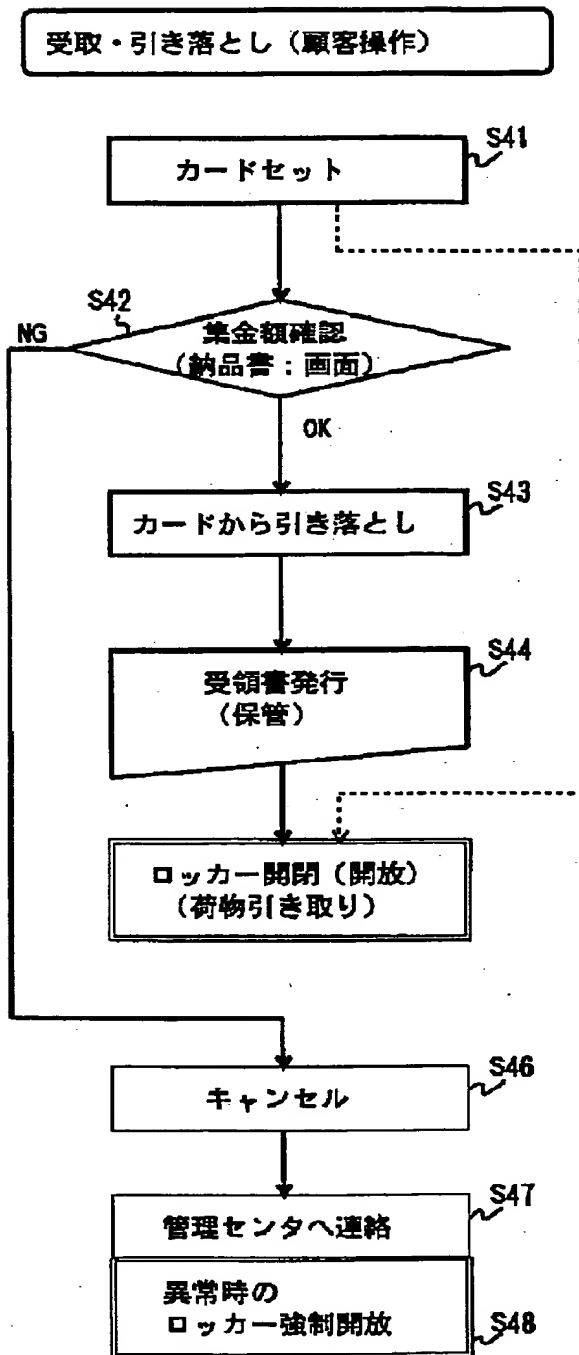 受取・引き落とし（顧客操作）
S41
カードセット
S42
NG
集金額確認
（納品書：画面）
OK
S43
カードから引き落とし
S44
受領書発行
（保管）
ロッカー開閉（開放）
（荷物引き取り）
S46
キャンセル
S47
管理センタへ連絡
異常時の
ロッカー強制開放
S48